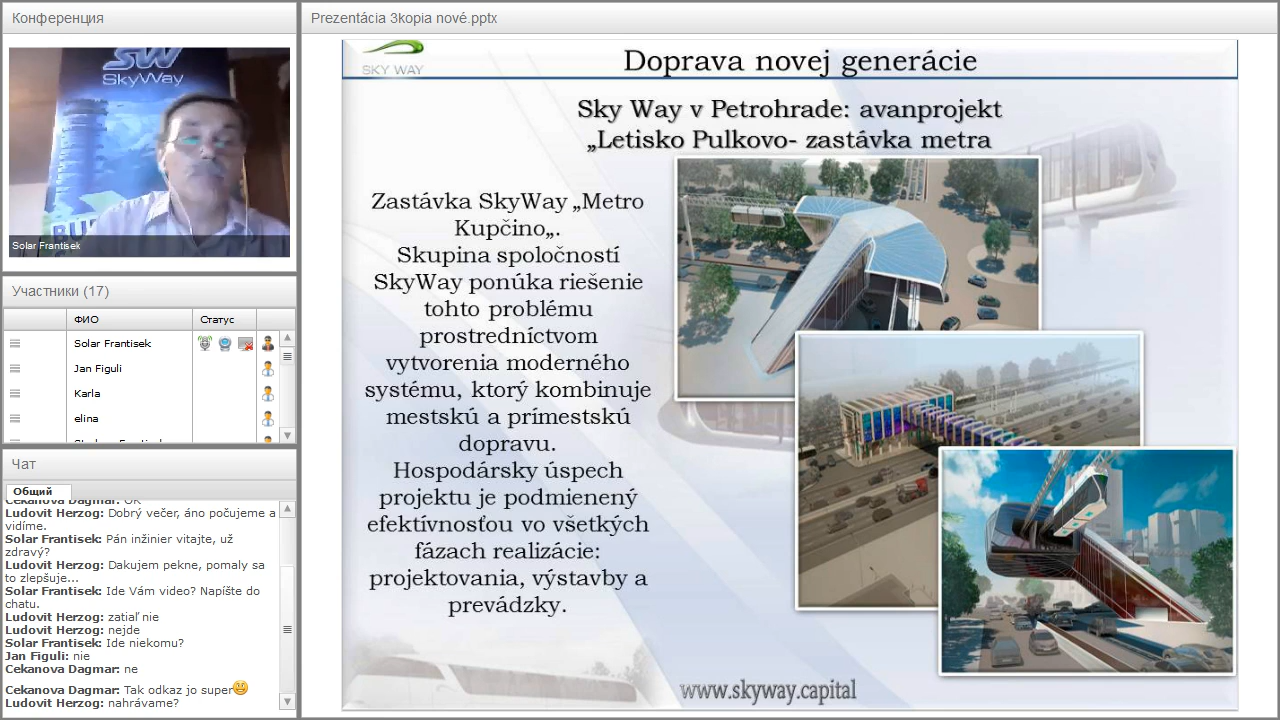 Конференция
SW
SkyWay
Solar Frantisek
Участники (17)
ФИО
Статус
Solar Frantisek
Jan Figuli
Karla
elina
Чат
Общий
Cekanova Dagmar: OK
Ludovit Herzog: Dobrý večer, áno počujeme a
vidíme.
Solar Frantisek: Pán inžinier vitajte, už
zdravý?
Ludovit Herzog: Dakujem pekne, pomaly sa
to zlepšuje...
Solar Frantisek: Ide Vám video? Nápíšte do
chatu.
Ludovit Herzog: zatiaľ nie
Ludovit Herzog: nejde
Solar Frantisek: Ide niekomu?
Jan Figuli: nie
Cekanova Dagmar: ne
Cekanova Dagmar: Tak odkaz jo super
Ludovit Herzog: nahrávame?
Prezentácia 3kopia nové.pptx
SKY WAY
Doprava novej generácie
Sky Way v Petrohrade: avanprojekt
„Letisko Pulkovo- zastávka metra
Zastávka SkyWay „Metro
Kupčino„.
Skupina spoločností
SkyWay ponúka riešenie
tohto problému
prostredníctvom
vytvorenia moderného
systému, ktorý kombinuje
mestskú a prímestskú
dopravu.
Hospodársky úspech
projektu je podmienený
efektívnosťou vo všetkých
fázach realizácie:
projektovania, výstavby a
prevádzky.
www.skyway.capital